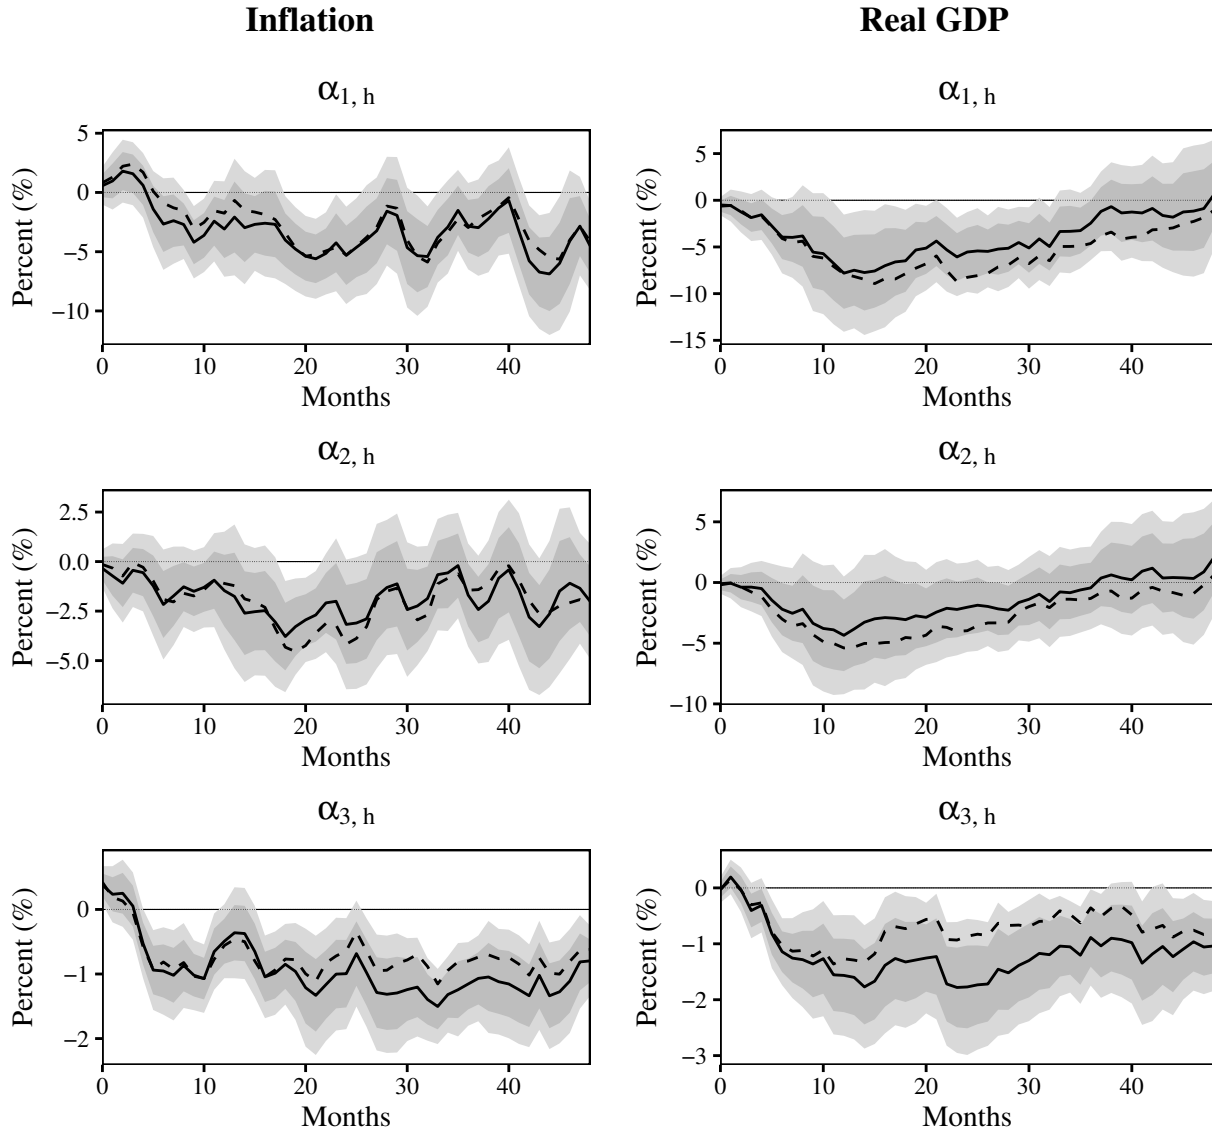 Inflation Real GDP
α1, h α1, h
Percent (%)
5
0
−5
−10
0 10 20 30 40
Months
Percent (%)
5
0
−5
−10
−15
0 10 20 30 40
Months
α2, h α2, h
Percent (%)
2.5
0.0
−2.5
−5.0
0 10 20 30 40
Months
Percent (%)
5
0
−5
−10
0 10 20 30 40
Months
α3, h α3, h
Percent (%)
0
−1
−2
0 10 20 30 40
Months
Percent (%)
0
−1
−2
−3
0 10 20 30 40
Months